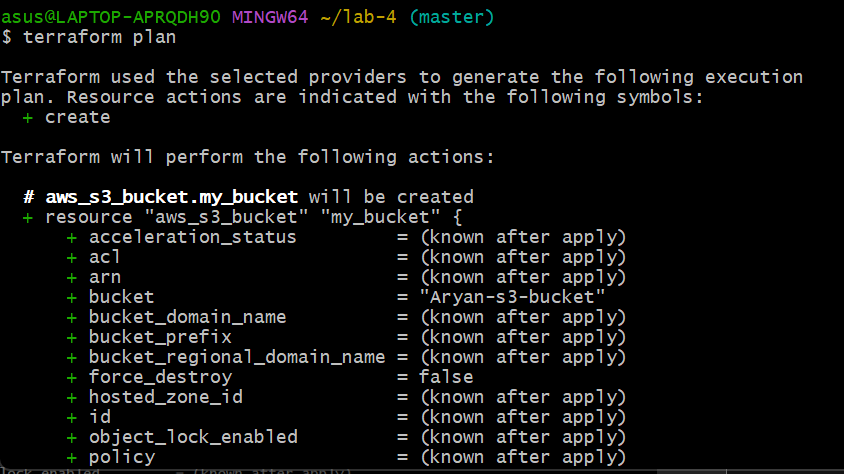 asus@LAPTOP-APRQDH90 MINGW64 ~/lab-4 (master)
$ terraform plan
Terraform used the selected providers to generate the following execution
plan. Resource actions are indicated with the following symbols:
+ create
Terraform will perform the following actions:
# aws_s3_bucket.my_bucket will be created
+ resource "aws_s3_bucket" "my_bucket" {
+ acceleration_status = (known after apply)
+ acl = (known after apply)
+ arn = (known after apply)
+ bucket = "Aryan-s3-bucket"
+ bucket_domain_name = (known after apply)
+ bucket_prefix = (known after apply)
+ bucket_regional_domain_name = (known after apply)
+ force_destroy = false
+ hosted_zone_id = (known after apply)
+ id = (known after apply)
+ object_lock_enabled = (known after apply)
+ policy = (known after apply)
lock_enabled = (known after apply)